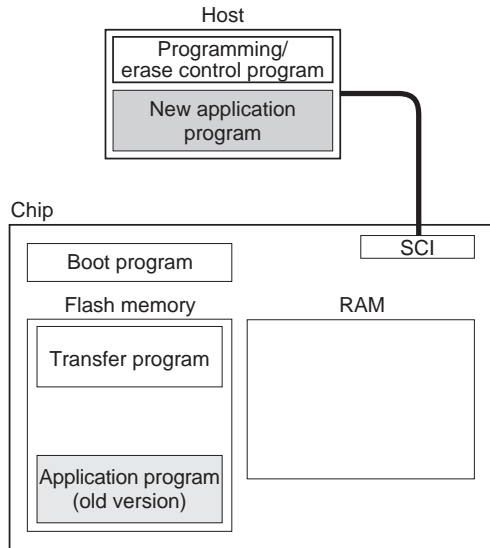 Host
Programming/
erase control program
New application
program
Chip
SCI
Boot program
Flash memory
RAM
Transfer program
Application program
(old version)